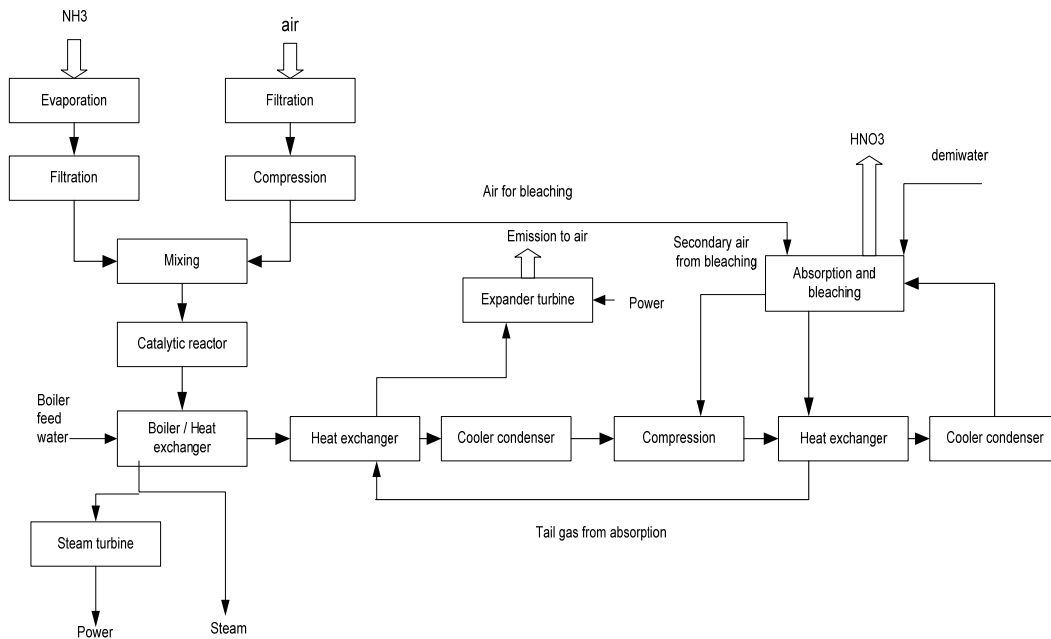 NH3
air
Evaporation
Filtration
Filtration
Compression
HNO3
demiwater
Air for bleaching
Mixing
Emission to air
Secondary air
from bleaching
Absorption and
bleaching
Expander turbine
Power
Catalytic reactor
Boiler
feed
water
Boiler / Heat
exchanger
Heat exchanger
Cooler condenser
Compression
Heat exchanger
Cooler condenser
Tail gas from absorption
Steam turbine
Power
Steam